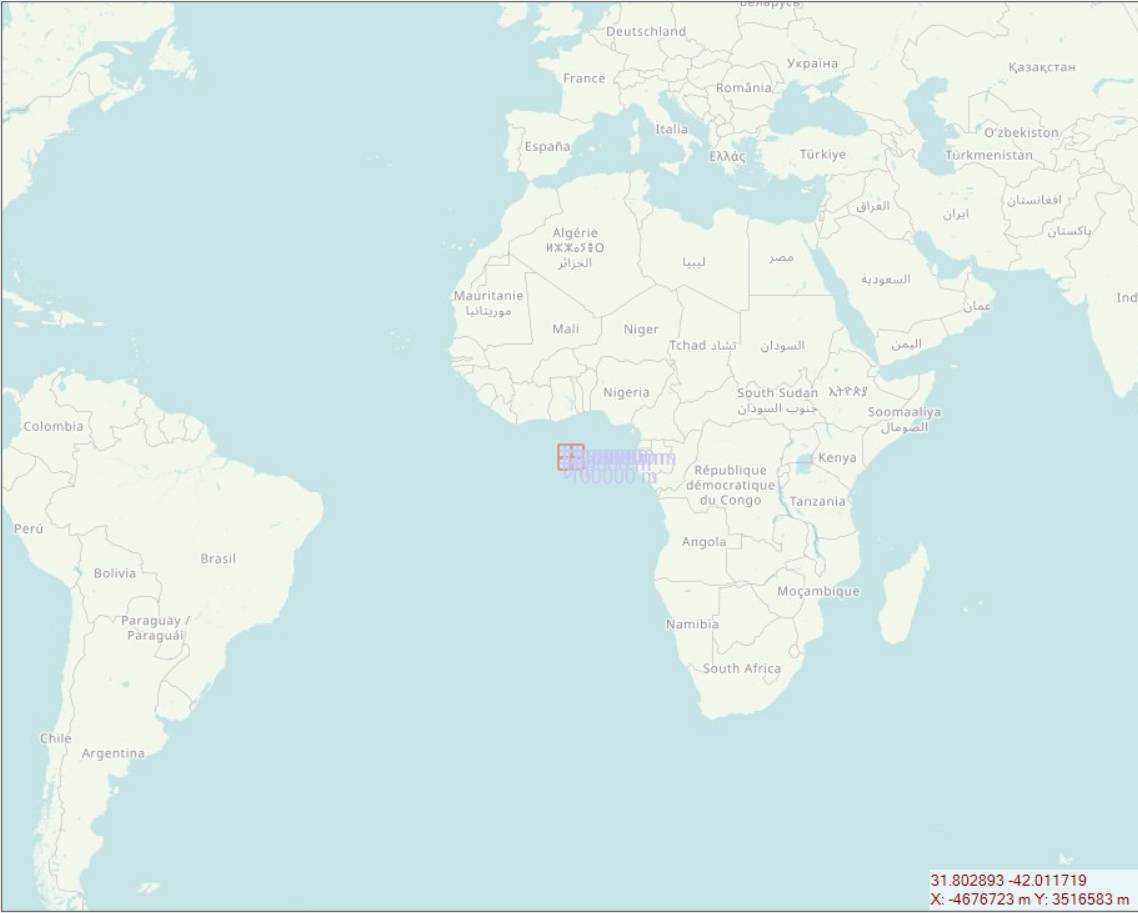 Беларусь
Deutschland
Україна
Қазақстан
France
România
Italia
O'zbekiston
España
Ελλάς
Türkiye
Türkmenistan
افغانستان
العراق
ایران
پاکستان
Algérie
ⵍⵣⵣⴰⵢⴻⵔ
الجزائر
ليبيا
مصر
السعودية
Mauritanie
موريتانيا
عمان
Ind
Mali
Niger
Tchad تشاد
السودان
اليمن
Nigeria
South Sudan
جنوب السودان
ኢትዮጵያ
Soomaaliya
الصومال
Colombia
Kenya
République
démocratique
du Congo
100000 m
Tanzania
Perú
Angola
Brasil
Bolivia
Moçambique
Paraguay /
Paraguái
Namibia
South Africa
Chile
Argentina
31.802893 -42.011719
X: -4676723 m Y: 3516583 m